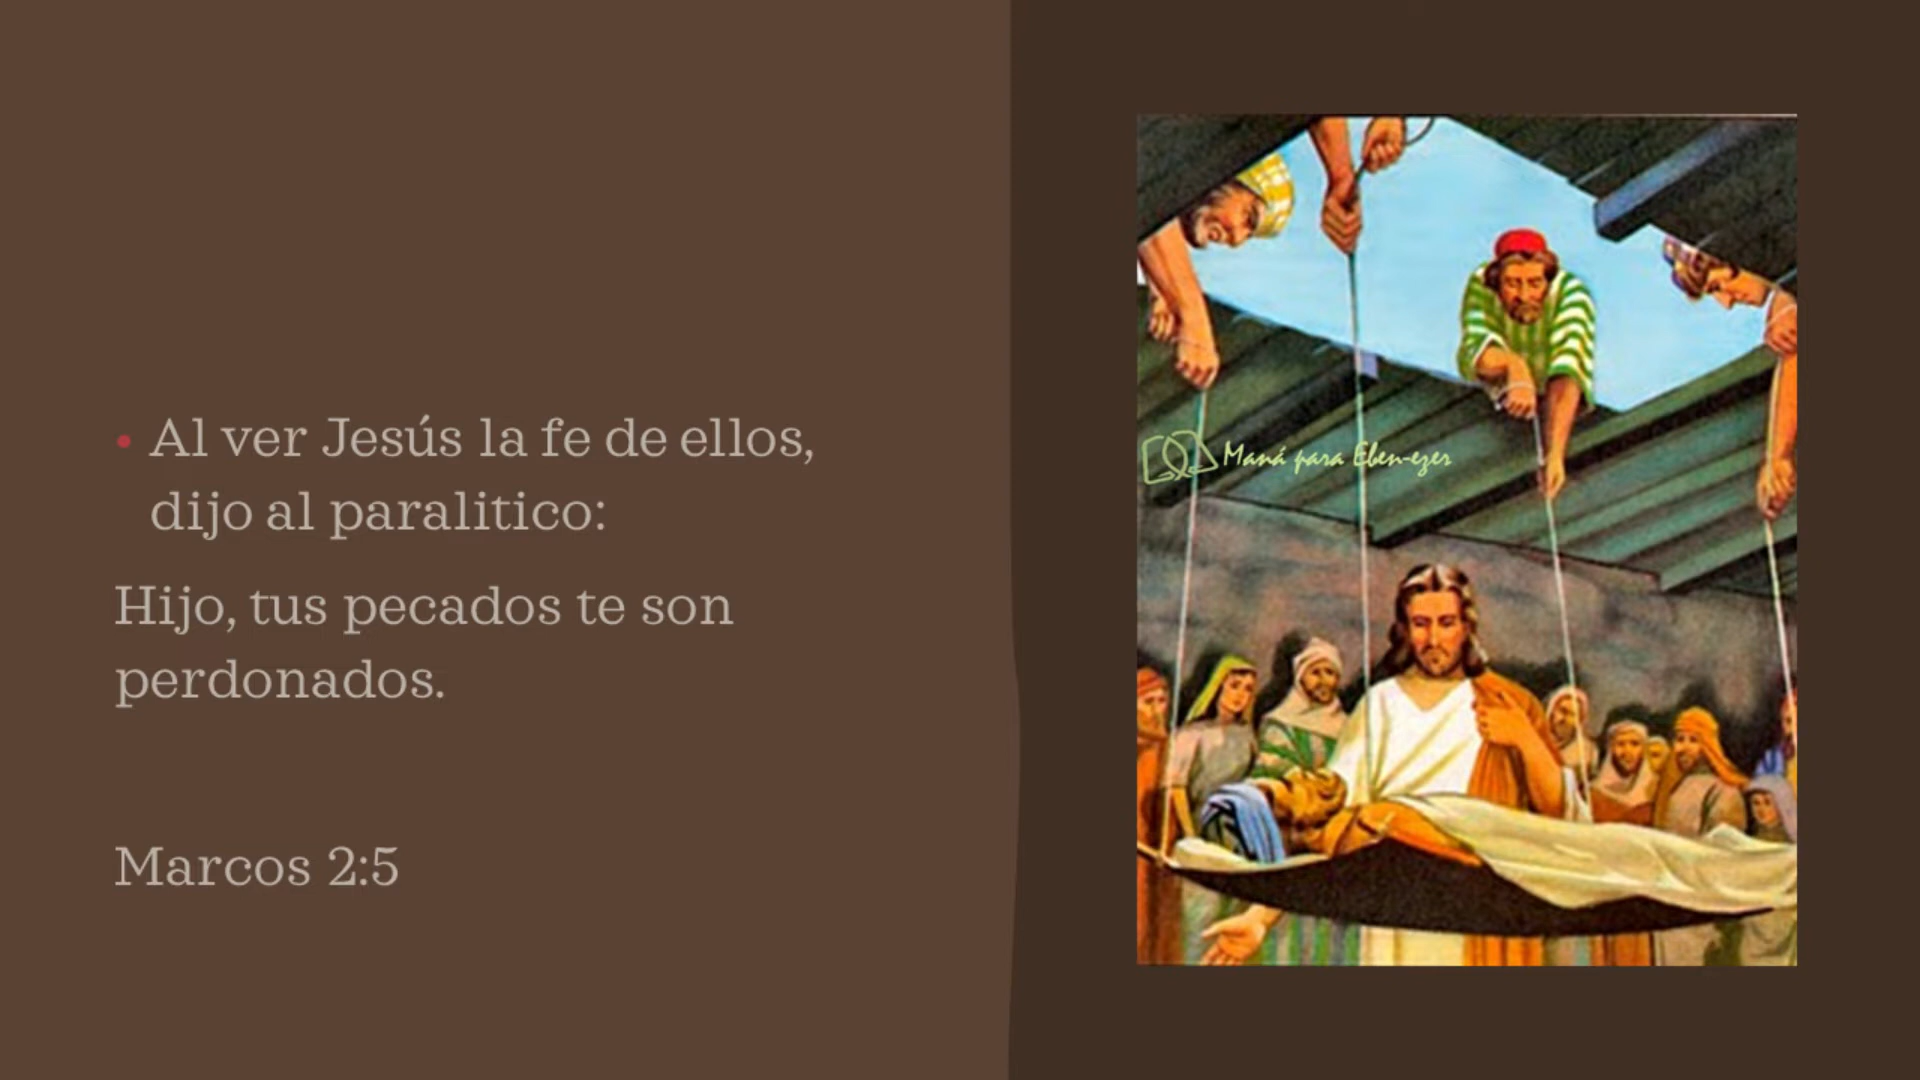 • Al ver Jesús la fe de ellos,
dijo al paralitico:
Hijo, tus pecados te son
perdonados.
Marcos 2:5
Maná para Eben-ezer